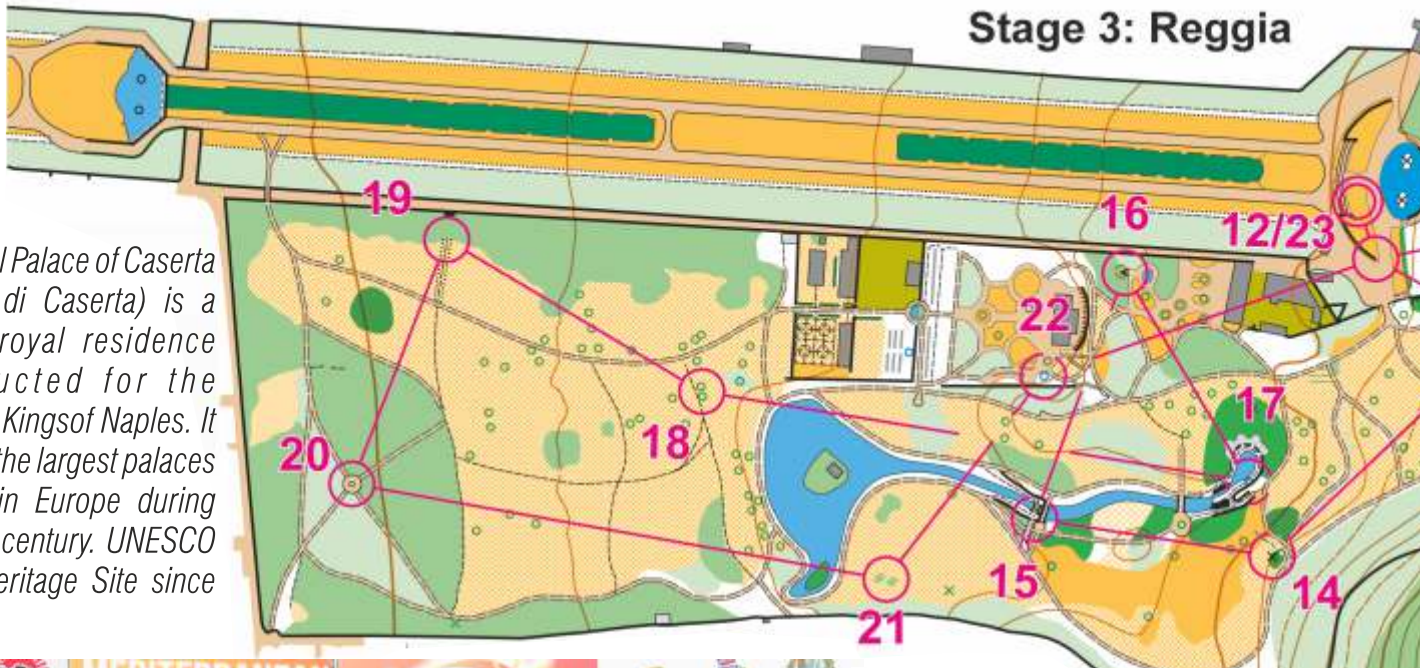 Stage 3: Reggia
19
16
12/23
l Palace of Caserta
di Caserta) is a
royal residence
ucted for the
Kingsof Naples. It
the largest palaces
in Europe during
century. UNESCO
eritage Site since
22
17
18
20
15
14
21
MEDITERRANEAN